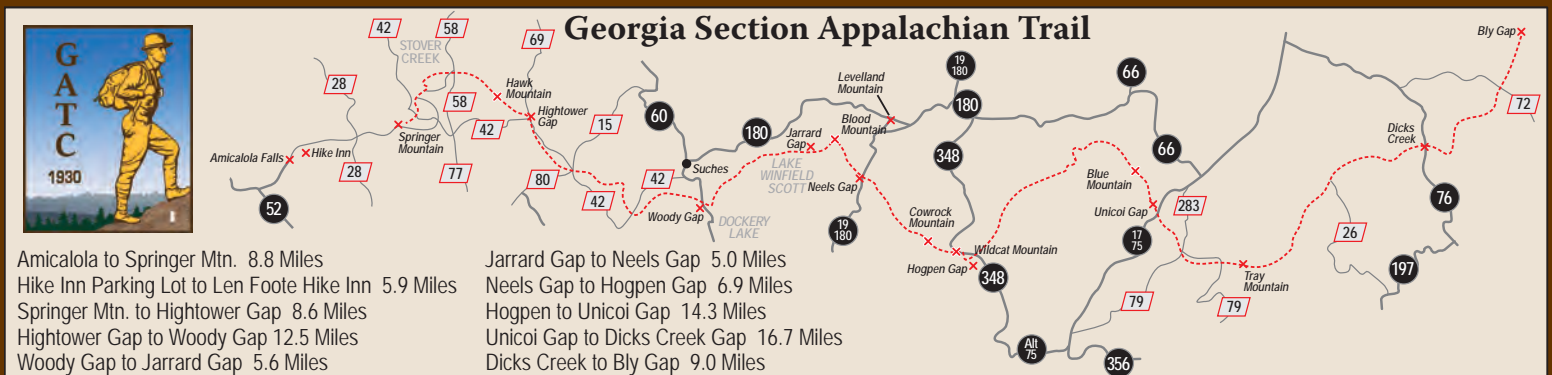 Georgia Section Appalachian Trail
G
A
T
C
1930
42
58
69
STOVER
CREEK
28
Hawk
Mountain
58
Hightower
Gap
42
15
Springer
Mountain
Amicalola Falls
Hike Inn
28
77
80
42
42
52
60
180
Suches
Woody Gap
DOCKERY
LAKE
Jarrard
Gap
LAKE
WINFIELD
SCOTT
Levelland
Mountain
Blood
Mountain
Neels Gap
19
180
19
180
180
348
Cowrock
Mountain
Wildcat Mountain
Hogpen Gap
348
66
66
Blue
Mountain
Unicoi Gap
283
17
75
Tray
Mountain
79
79
Alt
75
356
Bly Gap
72
Dicks
Creek
76
26
197
Amicalola to Springer Mtn. 8.8 Miles
Hike Inn Parking Lot to Len Foote Hike Inn 5.9 Miles
Springer Mtn. to Hightower Gap 8.6 Miles
Hightower Gap to Woody Gap 12.5 Miles
Woody Gap to Jarrard Gap 5.6 Miles
Jarrard Gap to Neels Gap 5.0 Miles
Neels Gap to Hogpen Gap 6.9 Miles
Hogpen to Unicoi Gap 14.3 Miles
Unicoi Gap to Dicks Creek Gap 16.7 Miles
Dicks Creek to Bly Gap 9.0 Miles